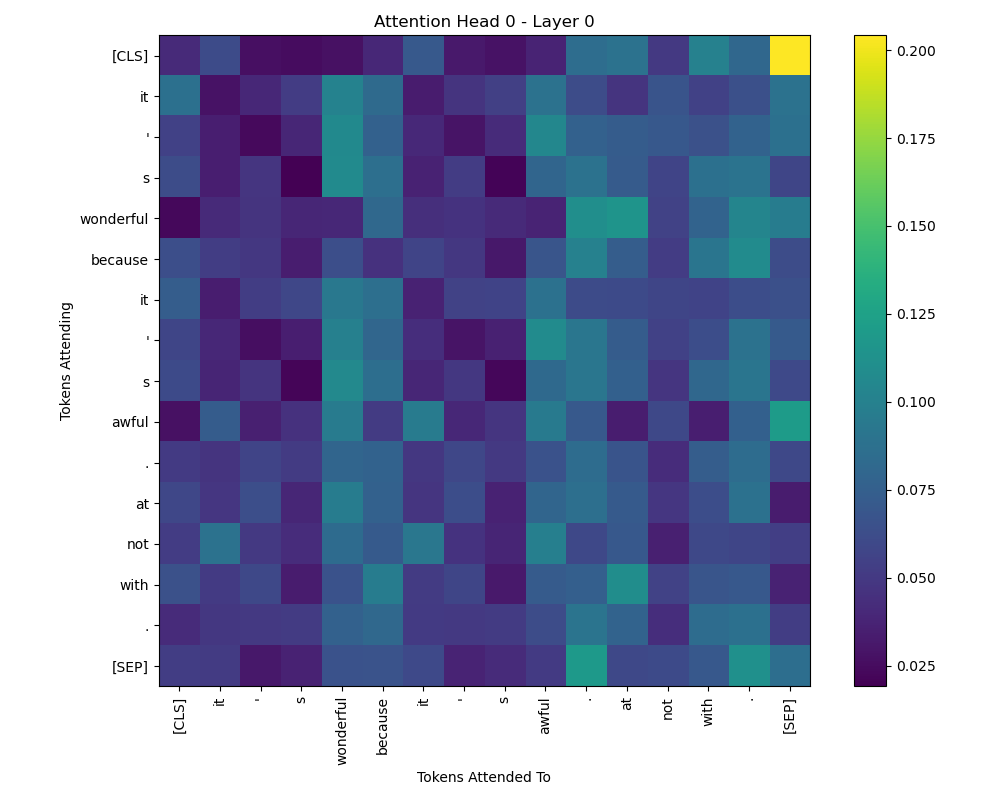 Attention Head 0 - Layer 0
[CLS]
it
'
s
wonderful
because
it
'
s
awful
.
at
not
with
.
[SEP]
Tokens Attending
[CLS]
it
'
s
wonderful
because
it
'
s
awful
.
at
not
with
.
[SEP]
Tokens Attended To
0.200
0.175
0.150
0.125
0.100
0.075
0.050
0.025